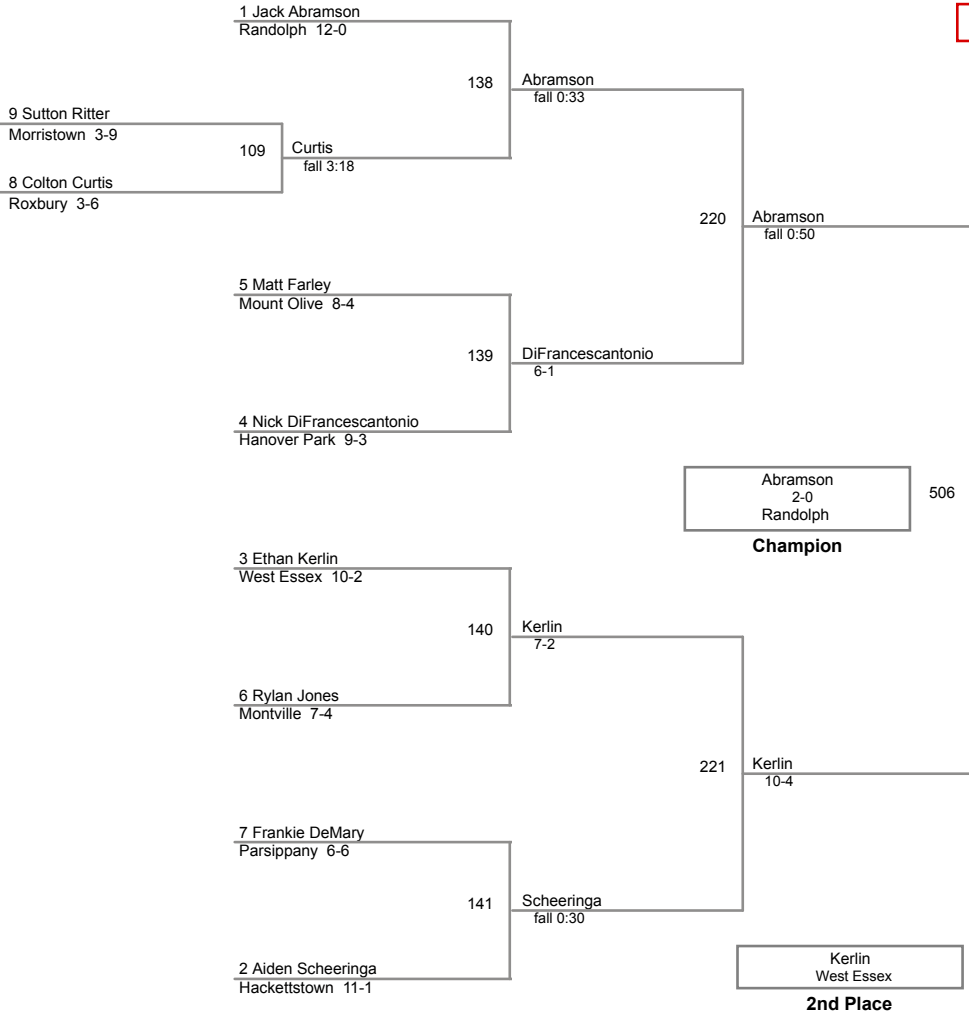 1 Jack Abramson
Randolph 12-0
138
Abramson
fall 0:33
9 Sutton Ritter
Morristown 3-9
109
Curtis
fall 3:18
8 Colton Curtis
Roxbury 3-6
220
Abramson
fall 0:50
5 Matt Farley
Mount Olive 8-4
139
DiFrancescantonio
6-1
4 Nick DiFrancescantonio
Hanover Park 9-3
Abramson
2-0
Randolph
506
Champion
3 Ethan Kerlin
West Essex 10-2
140
Kerlin
7-2
6 Rylan Jones
Montville 7-4
221
Kerlin
10-4
7 Frankie DeMary
Parsippany 6-6
141
Scheeringa
fall 0:30
2 Aiden Scheeringa
Hackettstown 11-1
Kerlin
West Essex
2nd Place